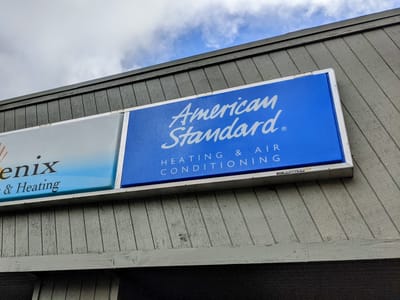 enix
& Heating
American
Standard®
HEATING & AIR
CONDITIONING